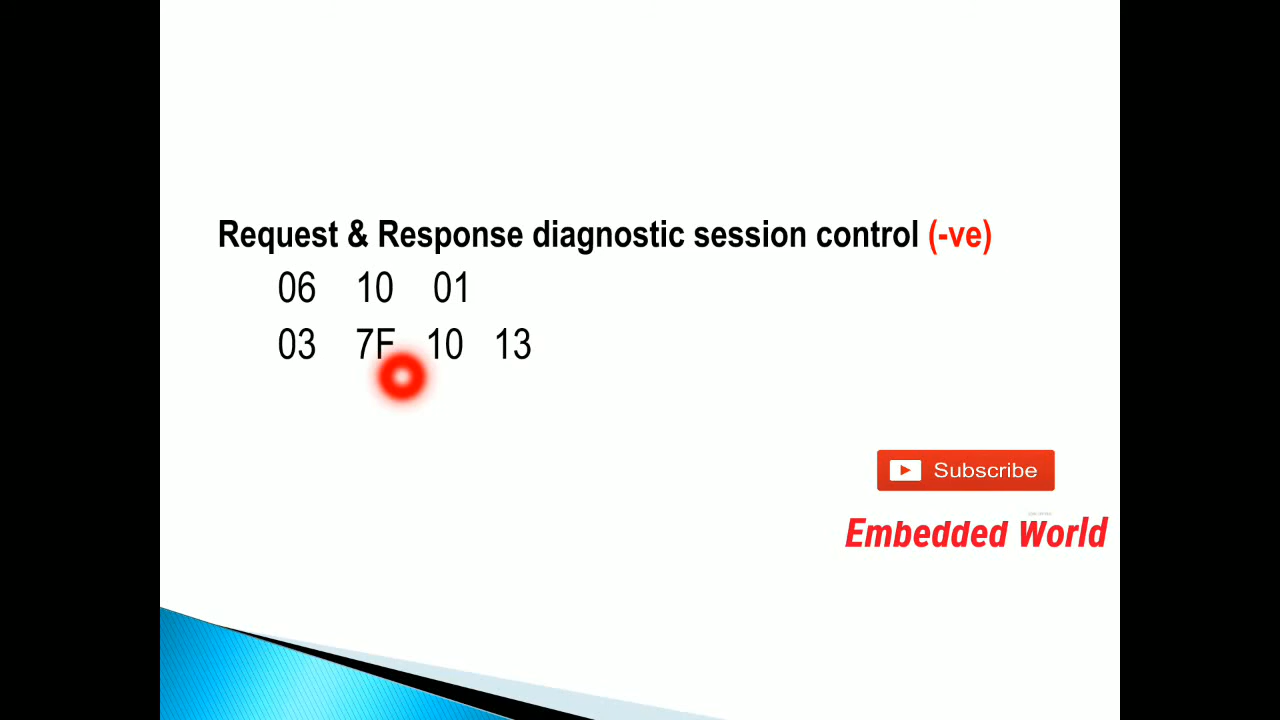 Request & Response diagnostic session control (-ve)
06 10 01
03 7F 10 13
Subscribe
Embedded World